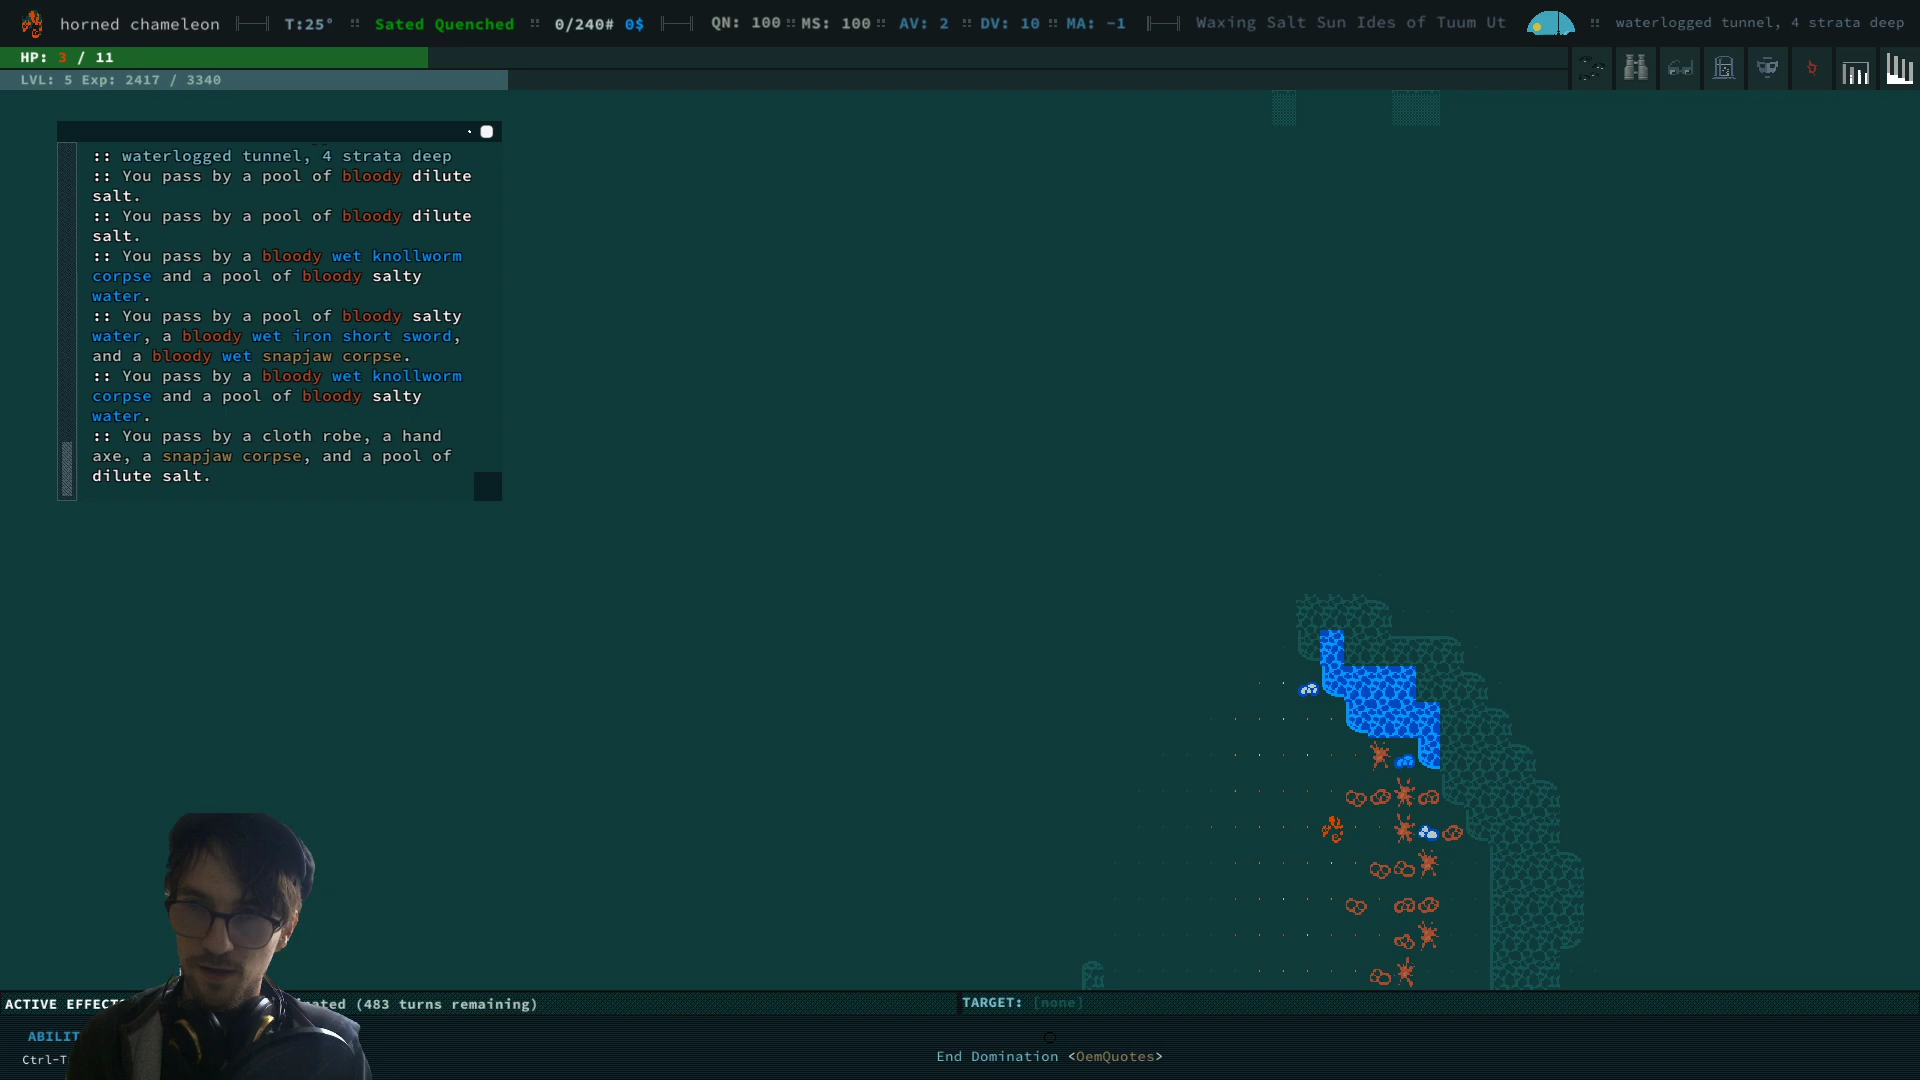 horned chameleon T:25° Sated Quenched 0/240# 0$ QN: 100 MS: 100 AV: 2 DV: 10 MA: -1 Waxing Salt Sun Ides of Tuum Ut waterlogged tunnel, 4 strata deep
HP: 3 / 11
LVL: 5 Exp: 2417 / 3340
:: waterlogged tunnel, 4 strata deep
:: You pass by a pool of bloody dilute
salt.
:: You pass by a pool of bloody dilute
salt.
:: You pass by a bloody wet knollworm
corpse and a pool of bloody salty
water.
:: You pass by a pool of bloody salty
water, a bloody wet iron short sword,
and a bloody wet snapjaw corpse.
:: You pass by a bloody wet knollworm
corpse and a pool of bloody salty
water.
:: You pass by a cloth robe, a hand
axe, a snapjaw corpse, and a pool of
dilute salt.
ACTIVE EFFECT (483 turns remaining)
TARGET: [none]
ABILIT
End Domination <OemQuotes>
Ctrl-T